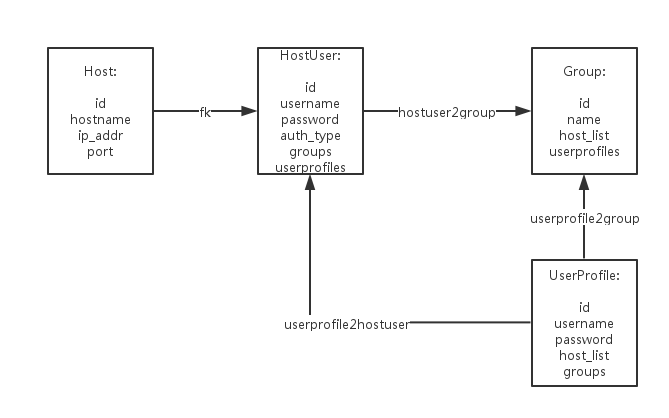 Host:
id
hostname
ip_addr
port
fk
HostUser:
id
username
password
auth_type
groups
userprofiles
hostuser2group
Group:
id
name
host_list
userprofiles
userprofile2group
userprofile2hostuser
UserProfile:
id
username
password
host_list
groups